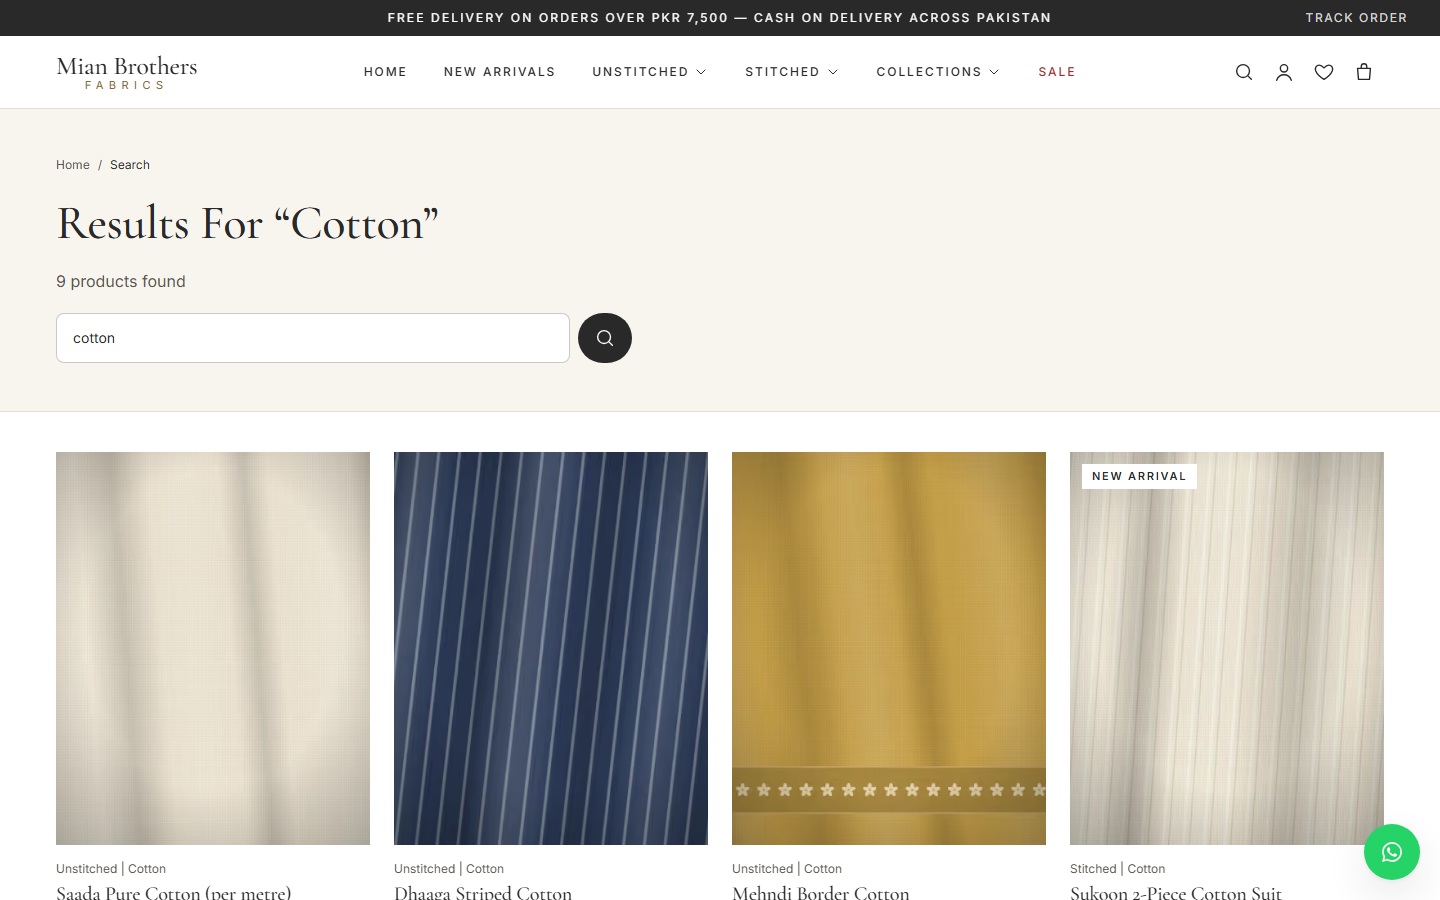 FREE DELIVERY ON ORDERS OVER PKR 7,500 — CASH ON DELIVERY ACROSS PAKISTAN
TRACK ORDER
Mian Brothers
FABRICS
HOME
NEW ARRIVALS
UNSTITCHED
STITCHED
COLLECTIONS
SALE
Home / Search
Results For “Cotton”
9 products found
cotton
NEW ARRIVAL
Unstitched | Cotton
Saada Pure Cotton (per metre)
Unstitched | Cotton
Dhaaga Striped Cotton
Unstitched | Cotton
Mehndi Border Cotton
Stitched | Cotton
Sukoon 2-Piece Cotton Suit